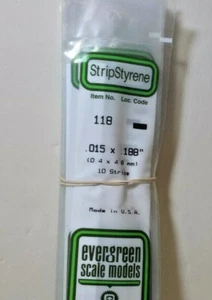 StripStyrene
Item No. Loc. Code
118
.015 x .188"
(0.4 x 4.8 mm)
10 Strips
Made in U.S.A.
evergreen
scale models